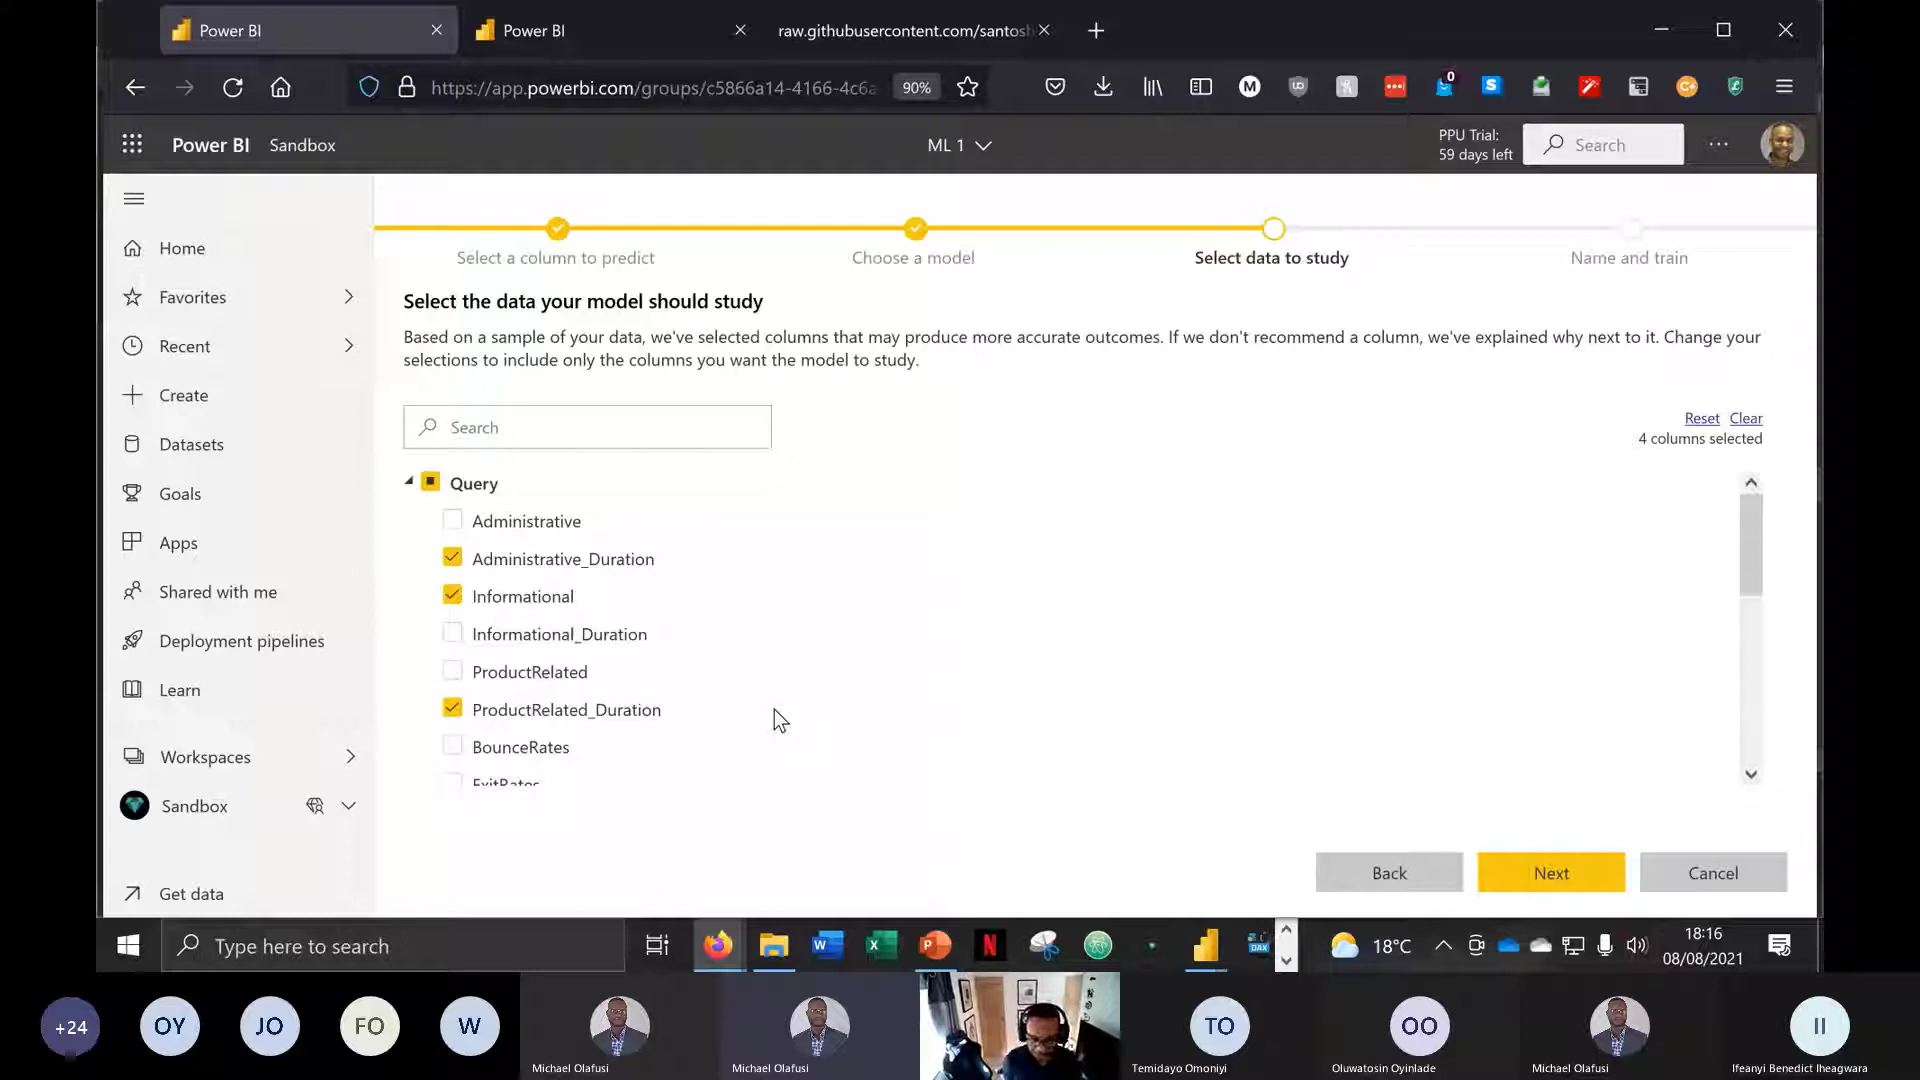 Power BI
Power BI
raw.githubusercontent.com/santosh
https://app.powerbi.com/groups/c5866a14-4166-4c6a
90%
0
Power BI Sandbox
ML 1
PPU Trial:
59 days left
Search
Home
Favorites
Recent
Create
Datasets
Goals
Apps
Shared with me
Deployment pipelines
Learn
Workspaces
Sandbox
Get data
Select a column to predict
Choose a model
Select data to study
Name and train
Select the data your model should study
Based on a sample of your data, we've selected columns that may produce more accurate outcomes. If we don't recommend a column, we've explained why next to it. Change your
selections to include only the columns you want the model to study.
Search
Reset Clear
4 columns selected
Query
Administrative
Administrative_Duration
Informational
Informational_Duration
ProductRelated
ProductRelated_Duration
BounceRates
ExitRates
Back
Next
Cancel
Type here to search
18°C
18:16
08/08/2021
+24
OY
JO
FO
W
TO
OO
II
Michael Olafusi
Michael Olafusi
Temidayo Omoniyi
Oluwatosin Oyinlade
Michael Olafusi
Ifeanyi Benedict Iheagwara